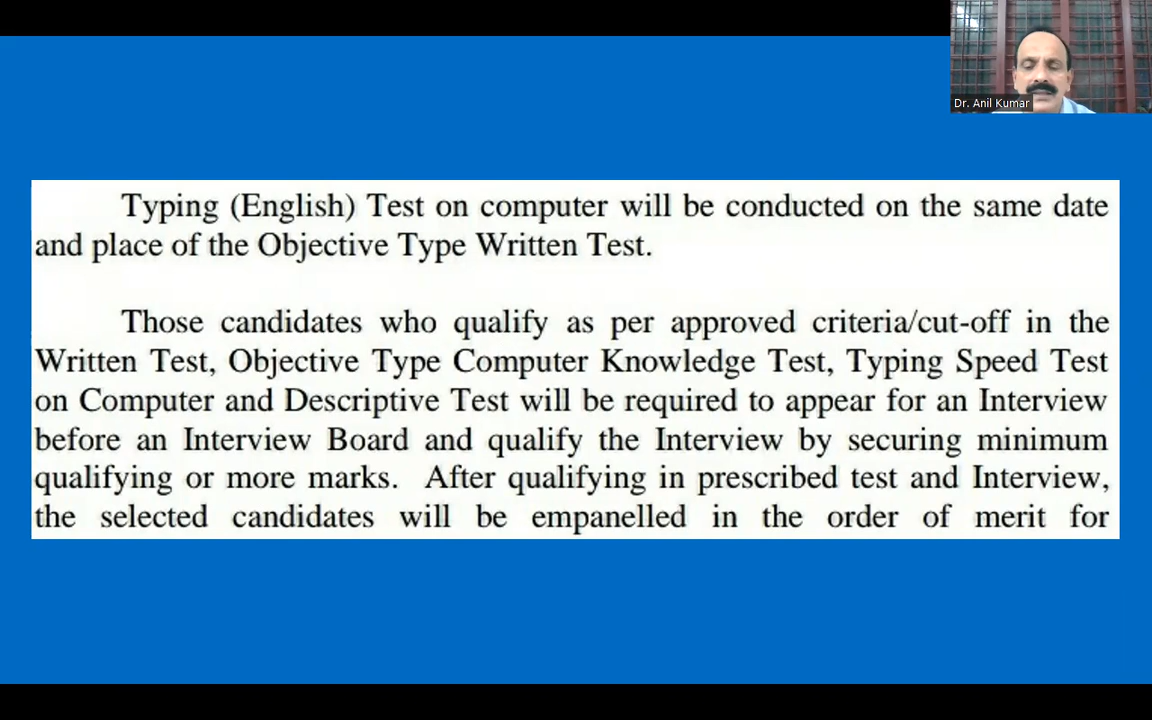 Dr. Anil Kumar
Typing (English) Test on computer will be conducted on the same date
and place of the Objective Type Written Test.
Those candidates who qualify as per approved criteria/cut-off in the
Written Test, Objective Type Computer Knowledge Test, Typing Speed Test
on Computer and Descriptive Test will be required to appear for an Interview
before an Interview Board and qualify the Interview by securing minimum
qualifying or more marks. After qualifying in prescribed test and Interview,
the selected candidates will be empanelled in the order of merit for